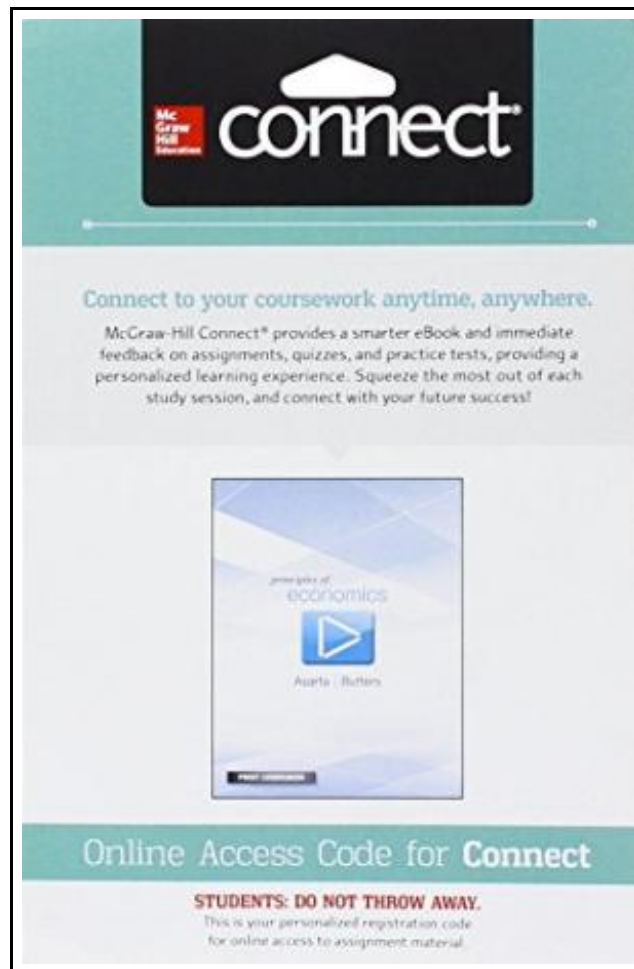 Mc
Graw
Hill
Education
connect®
Connect to your coursework anytime, anywhere.
McGraw-Hill Connect® provides a smarter eBook and immediate
feedback on assignments, quizzes, and practice tests, providing a
personalized learning experience. Squeeze the most out of each
study session, and connect with your future success!
principles of
economics
Asarta | Butters
PRINT COMPANION
Online Access Code for Connect
STUDENTS: DO NOT THROW AWAY.
This is your personalized registration code
for online access to assignment material